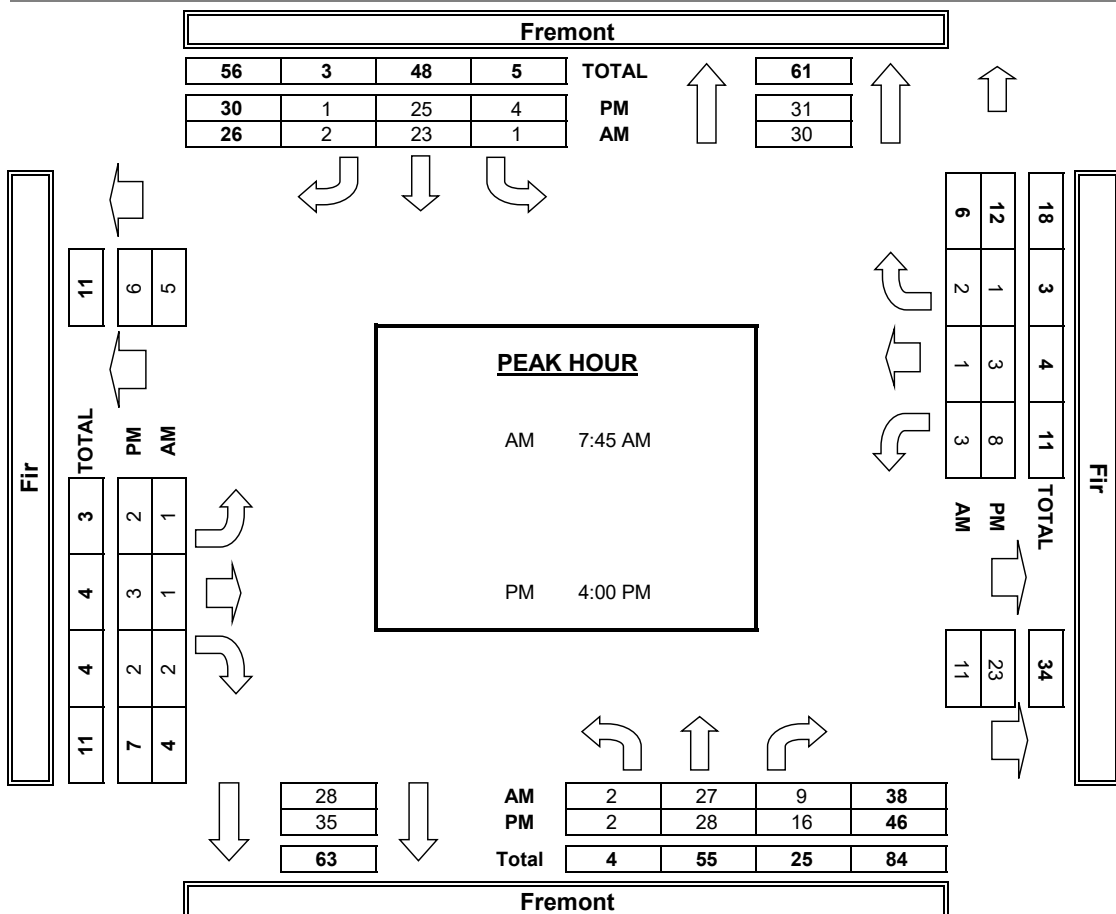 Fremont
56 3 48 5 TOTAL 61
30 1 25 4 PM 31
26 2 23 1 AM 30
Fir
11
6
5
TOTAL 3 4 4 11
PM 2 3 2 7
AM 1 1 2 4
PEAK HOUR
AM 7:45 AM
PM 4:00 PM
18 3 4 11 TOTAL
12 1 3 8 PM
6 2 1 3 AM
34
23
11
Fir
28 AM 2 27 9 38
35 PM 2 28 16 46
63 Total 4 55 25 84
Fremont